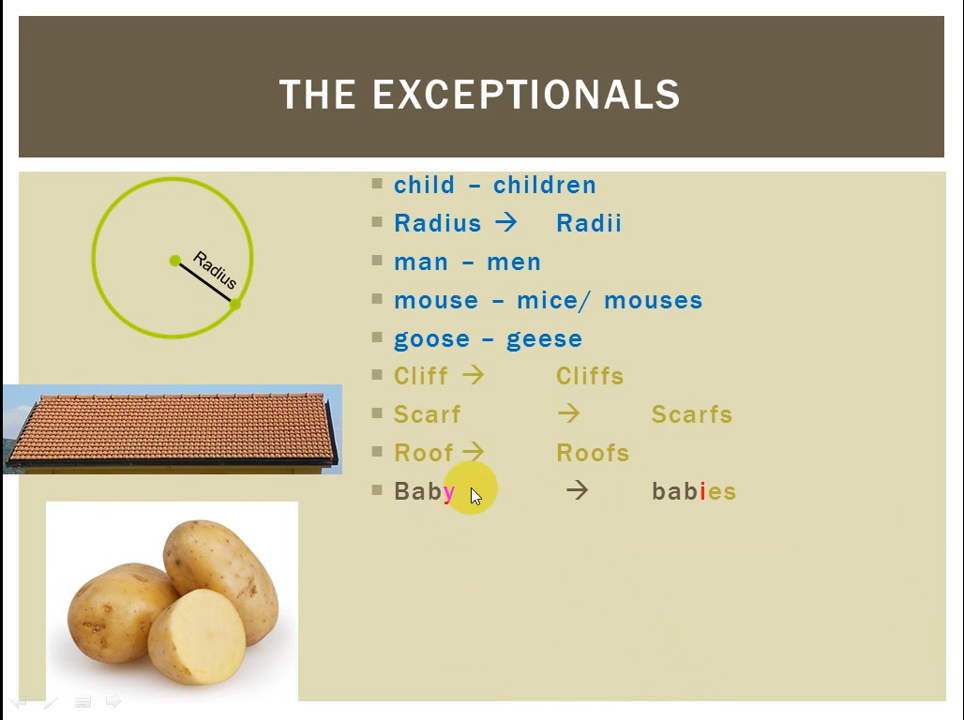 THE EXCEPTIONALS
child – children
Radius → Radii
Radius
man – men
mouse – mice/ mouses
goose – geese
Cliff → Cliffs
Scarf → Scarfs
Roof → Roofs
Baby → babies